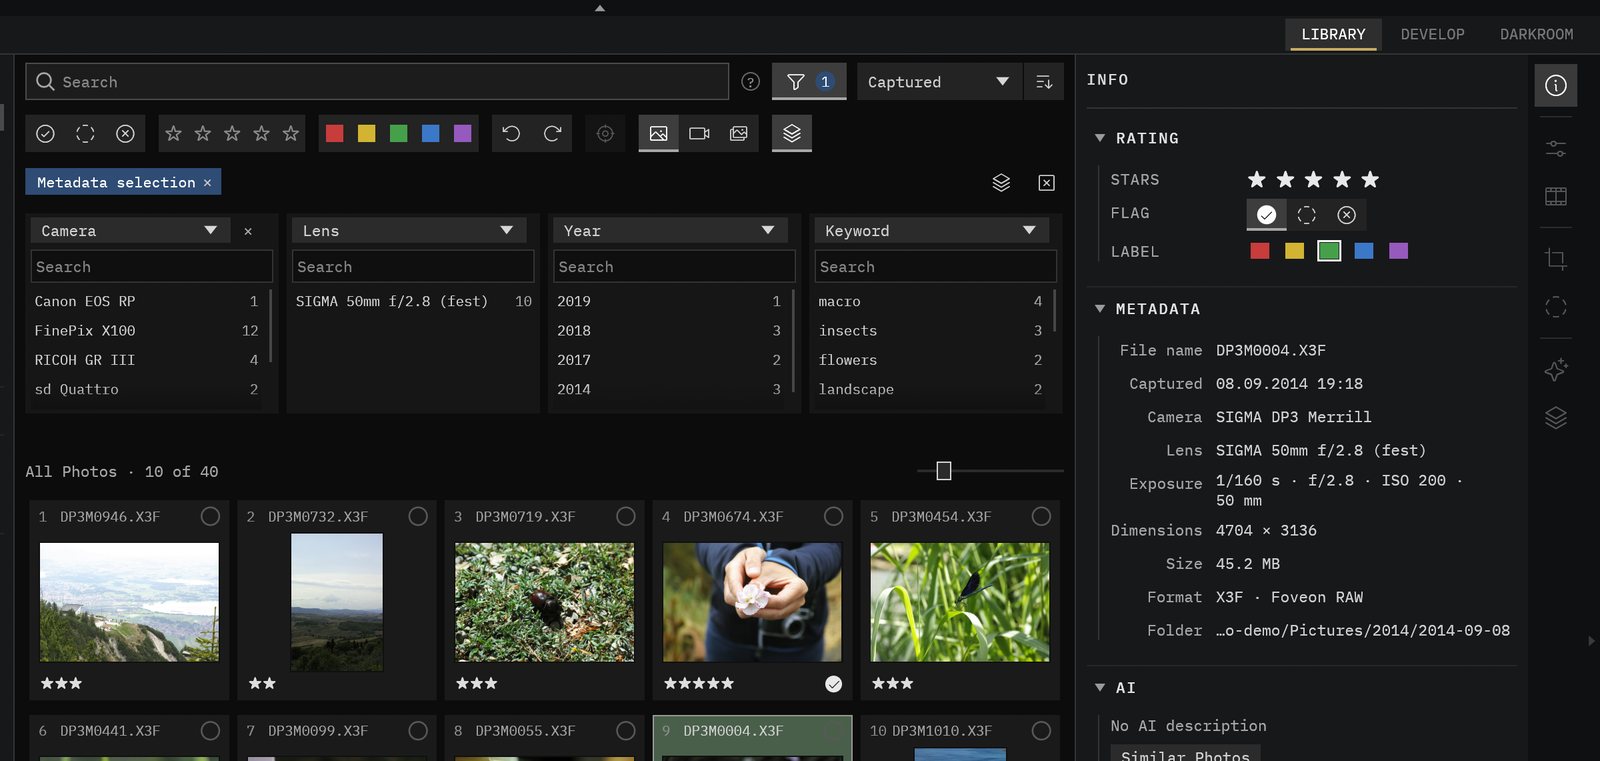 LIBRARY DEVELOP DARKROOM
Search
? 1 Captured
INFO
Metadata selection ×
Camera × Lens Year Keyword
Search Search Search Search
Canon EOS RP 1
FinePix X100 12
RICOH GR III 4
sd Quattro 2
SIGMA 50mm f/2.8 (fest) 10
2019 1
2018 3
2017 2
2014 3
macro 4
insects 3
flowers 2
landscape 2
All Photos · 10 of 40
1 DP3M0946.X3F
2 DP3M0732.X3F
3 DP3M0719.X3F
4 DP3M0674.X3F
5 DP3M0454.X3F
6 DP3M0441.X3F
7 DP3M0099.X3F
8 DP3M0055.X3F
9 DP3M0004.X3F
10 DP3M1010.X3F
RATING
STARS
FLAG
LABEL
METADATA
File name DP3M0004.X3F
Captured 08.09.2014 19:18
Camera SIGMA DP3 Merrill
Lens SIGMA 50mm f/2.8 (fest)
Exposure 1/160 s · f/2.8 · ISO 200 ·
50 mm
Dimensions 4704 × 3136
Size 45.2 MB
Format X3F · Foveon RAW
Folder …o-demo/Pictures/2014/2014-09-08
AI
No AI description
Similar Photos